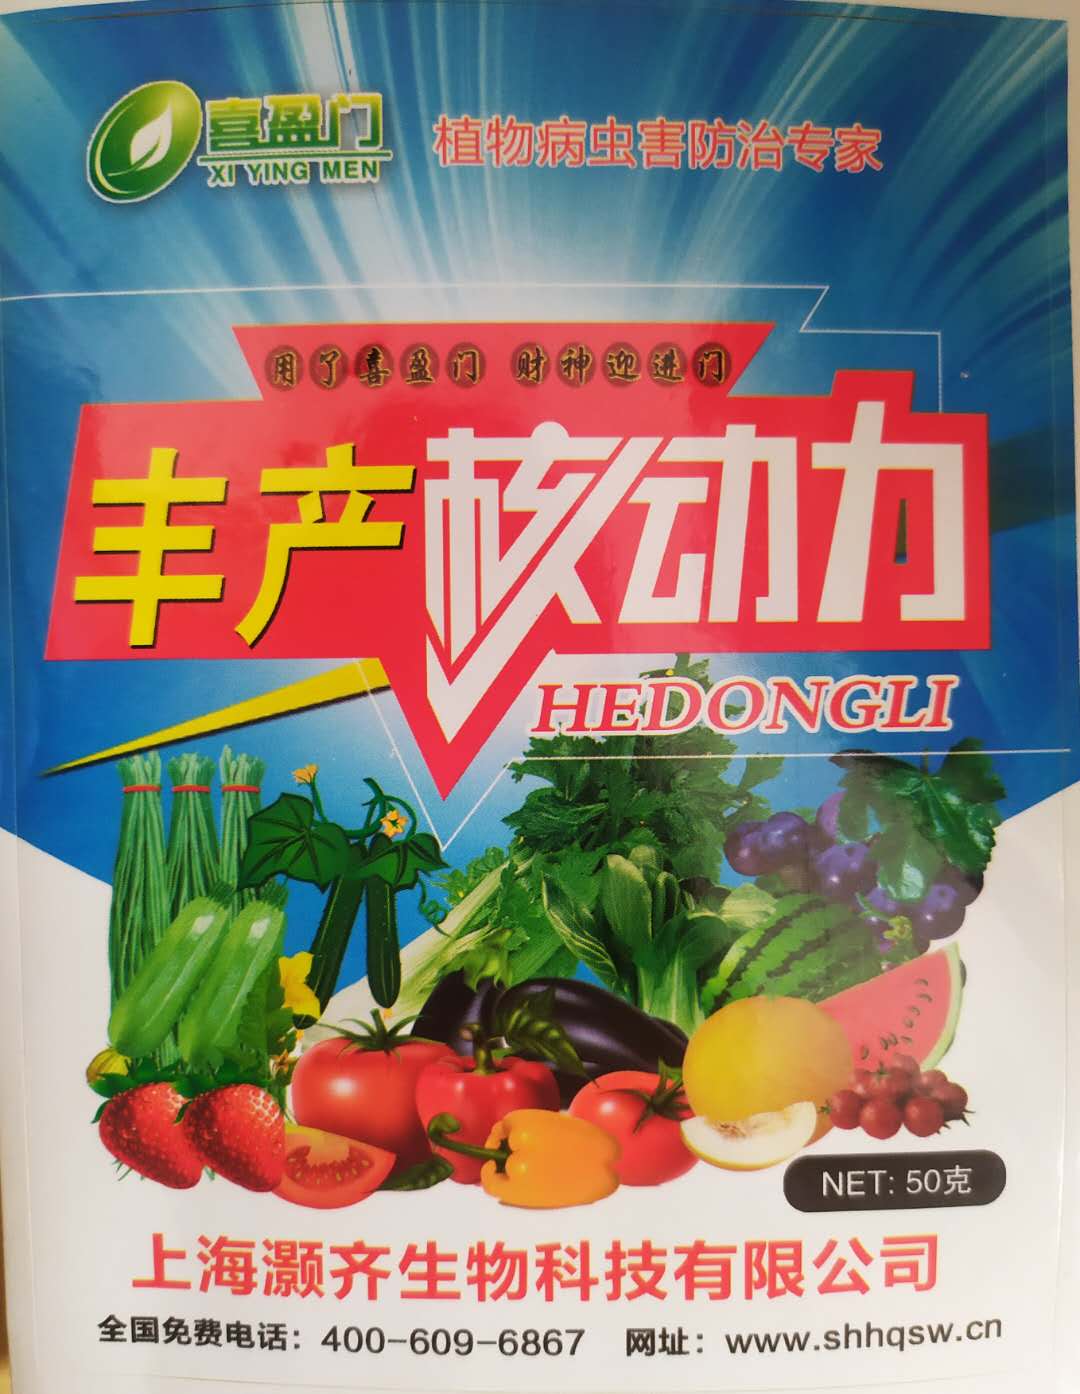 喜盈门
XI YING MEN
植物病虫害防治专家
用了喜盈门 财神迎进门
丰产核动力
HEDONGLI
NET: 50克
上海灏齐生物科技有限公司
全国免费电话：400-609-6867 网址：www.shhqsw.cn